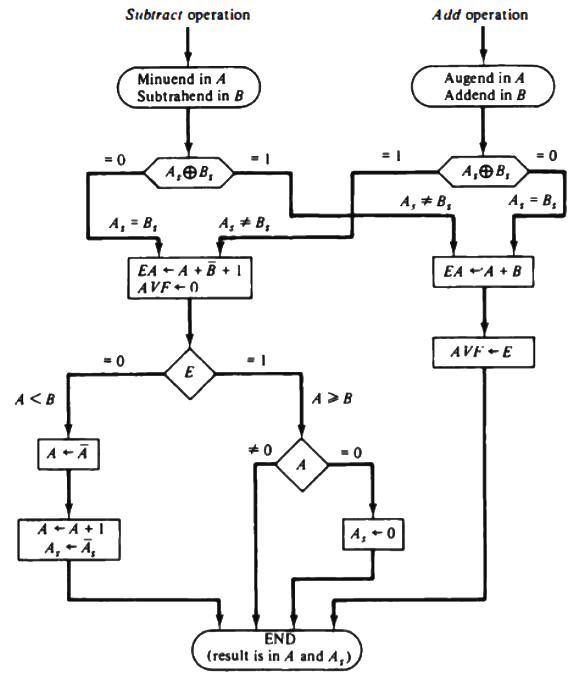 Subtract operation
Add operation
Minuend in A
Subtrahend in B
Augend in A
Addend in B
= 0
Aₛ⊕Bₛ
= 1
= 1
Aₛ⊕Bₛ
= 0
Aₛ = Bₛ
Aₛ ≠ Bₛ
Aₛ ≠ Bₛ
Aₛ = Bₛ
EA ← A + B̅ + 1
AVF ← 0
EA ← A + B
AVF ← E
= 0
E
= 1
A < B
A ⩾ B
A ← A̅
≠ 0
A
= 0
A ← A + 1
Aₛ ← A̅ₛ
Aₛ ← 0
END
(result is in A and Aₛ)